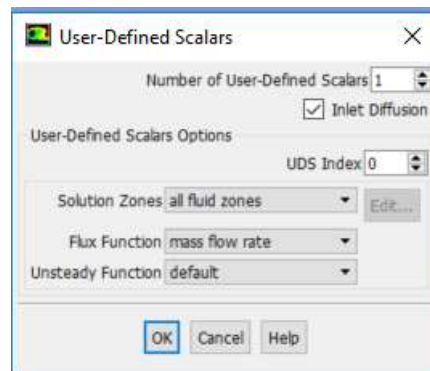 User-Defined Scalars
Number of User-Defined Scalars 1
Inlet Diffusion
User-Defined Scalars Options
UDS Index 0
Solution Zones all fluid zones Edit...
Flux Function mass flow rate
Unsteady Function default
OK Cancel Help